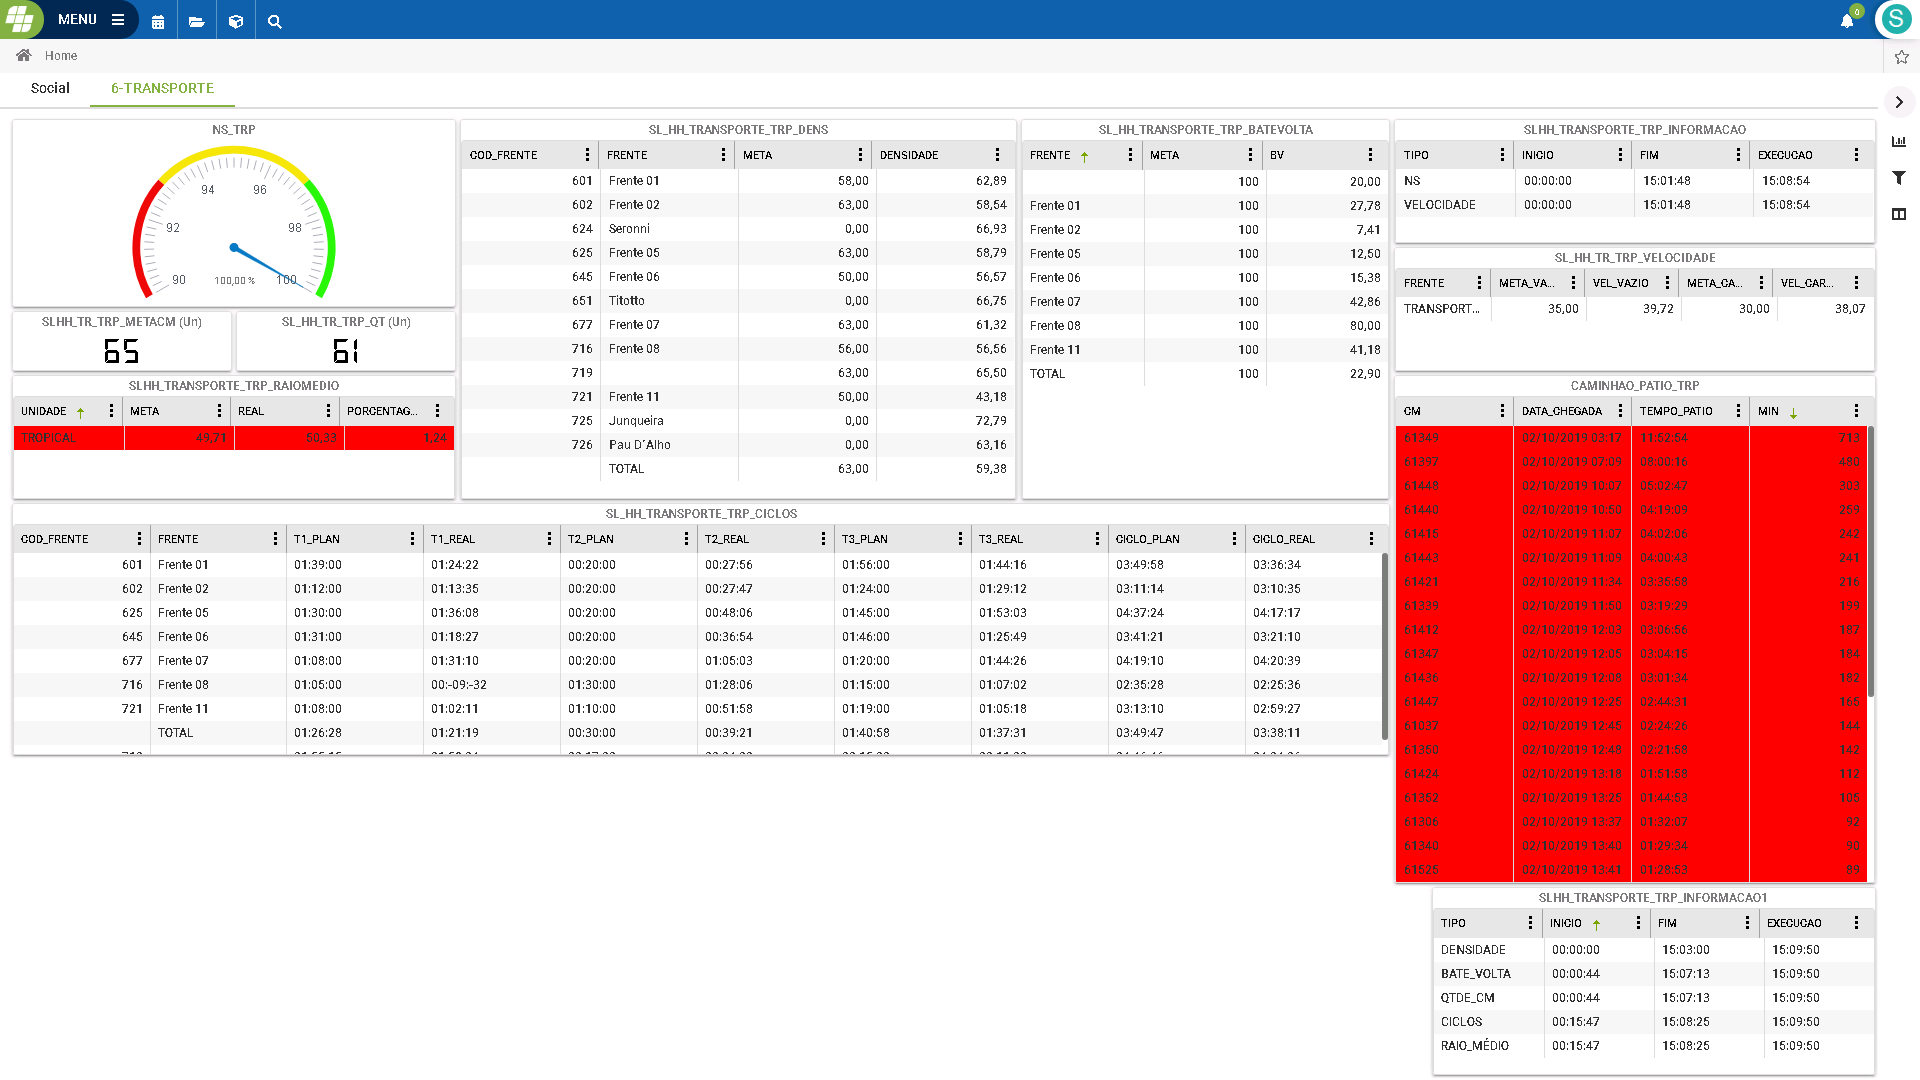 MENU
0
S
Home
Social 6-TRANSPORTE
NS_TRP
94 96
92 98
90 100,00 % 100
SLHH_TR_TRP_METACM (Un)
65
SLHH_TR_TRP_QT (Un)
61
SLHH_TRANSPORTE_TRP_RAIOMEDIO
UNIDADE META REAL PORCENTAG...
TROPICAL 49,71 50,33 1,24
SL_HH_TRANSPORTE_TRP_DENS
COD_FRENTE FRENTE META DENSIDADE
601 Frente 01 58,00 62,89
602 Frente 02 63,00 58,54
624 Seronni 0,00 66,93
625 Frente 05 63,00 58,79
645 Frente 06 50,00 56,57
651 Titotto 0,00 66,75
677 Frente 07 63,00 61,32
716 Frente 08 56,00 56,56
719 63,00 65,50
721 Frente 11 50,00 43,18
725 Junqueira 0,00 72,79
726 Pau D´Alho 0,00 63,16
TOTAL 63,00 59,38
SL_HH_TRANSPORTE_TRP_BATEVOLTA
FRENTE META BV
100 20,00
Frente 01 100 27,78
Frente 02 100 7,41
Frente 05 100 12,50
Frente 06 100 15,38
Frente 07 100 42,86
Frente 08 100 80,00
Frente 11 100 41,18
TOTAL 100 22,90
SLHH_TRANSPORTE_TRP_INFORMACAO
TIPO INICIO FIM EXECUCAO
NS 00:00:00 15:01:48 15:08:54
VELOCIDADE 00:00:00 15:01:48 15:08:54
SL_HH_TR_TRP_VELOCIDADE
FRENTE META_VA... VEL_VAZIO META_CA... VEL_CAR...
TRANSPORT... 35,00 39,72 30,00 38,07
SL_HH_TRANSPORTE_TRP_CICLOS
COD_FRENTE FRENTE T1_PLAN T1_REAL T2_PLAN T2_REAL T3_PLAN T3_REAL CICLO_PLAN CICLO_REAL
601 Frente 01 01:39:00 01:24:22 00:20:00 00:27:56 01:56:00 01:44:16 03:49:58 03:36:34
602 Frente 02 01:12:00 01:13:35 00:20:00 00:27:47 01:24:00 01:29:12 03:11:14 03:10:35
625 Frente 05 01:30:00 01:36:08 00:20:00 00:48:06 01:45:00 01:53:03 04:37:24 04:17:17
645 Frente 06 01:31:00 01:18:27 00:20:00 00:36:54 01:46:00 01:25:49 03:41:21 03:21:10
677 Frente 07 01:08:00 01:31:10 00:20:00 01:05:03 01:20:00 01:44:26 04:19:10 04:20:39
716 Frente 08 01:05:00 00:-09:-32 01:30:00 01:28:06 01:15:00 01:07:02 02:35:28 02:25:36
721 Frente 11 01:08:00 01:02:11 01:10:00 00:51:58 01:19:00 01:05:18 03:13:10 02:59:27
TOTAL 01:26:28 01:21:19 00:30:00 00:39:21 01:40:58 01:37:31 03:49:47 03:38:11
CAMINHAO_PATIO_TRP
CM DATA_CHEGADA TEMPO_PATIO MIN
61349 02/10/2019 03:17 11:52:54 713
61397 02/10/2019 07:09 08:00:16 480
61448 02/10/2019 10:07 05:02:47 303
61440 02/10/2019 10:50 04:19:09 259
61415 02/10/2019 11:07 04:02:06 242
61443 02/10/2019 11:09 04:00:43 241
61421 02/10/2019 11:34 03:35:58 216
61339 02/10/2019 11:50 03:19:29 199
61412 02/10/2019 12:03 03:06:56 187
61347 02/10/2019 12:05 03:04:15 184
61436 02/10/2019 12:08 03:01:34 182
61447 02/10/2019 12:25 02:44:31 165
61037 02/10/2019 12:45 02:24:26 144
61350 02/10/2019 12:48 02:21:58 142
61424 02/10/2019 13:18 01:51:58 112
61352 02/10/2019 13:25 01:44:53 105
61306 02/10/2019 13:37 01:32:07 92
61340 02/10/2019 13:40 01:29:34 90
61525 02/10/2019 13:41 01:28:53 89
SLHH_TRANSPORTE_TRP_INFORMACAO1
TIPO INICIO FIM EXECUCAO
DENSIDADE 00:00:00 15:03:00 15:09:50
BATE_VOLTA 00:00:44 15:07:13 15:09:50
QTDE_CM 00:00:44 15:07:13 15:09:50
CICLOS 00:15:47 15:08:25 15:09:50
RAIO_MÉDIO 00:15:47 15:08:25 15:09:50